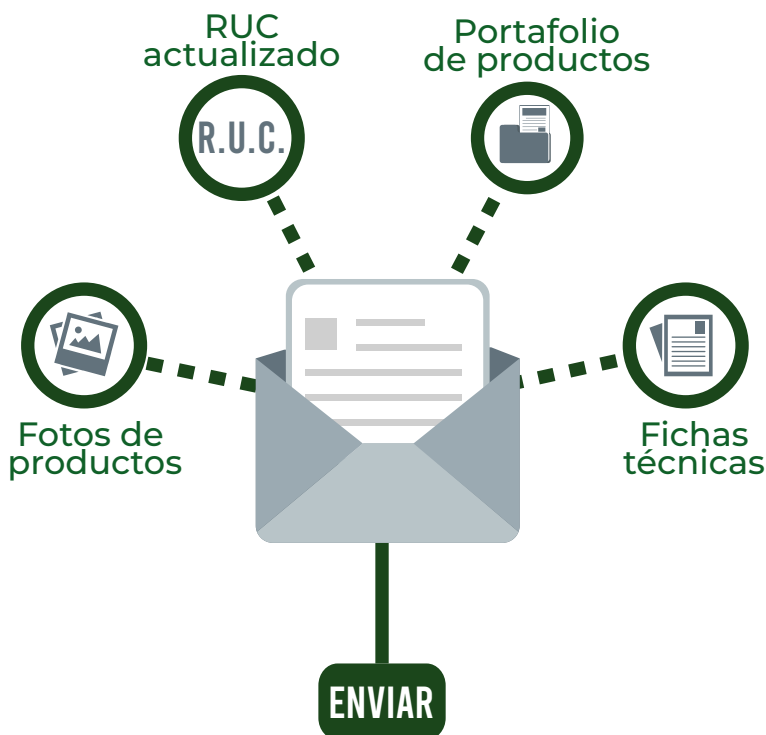 RUC
actualizado
R.U.C.
Portafolio
de productos
Fotos de
productos
Fichas
técnicas
ENVIAR